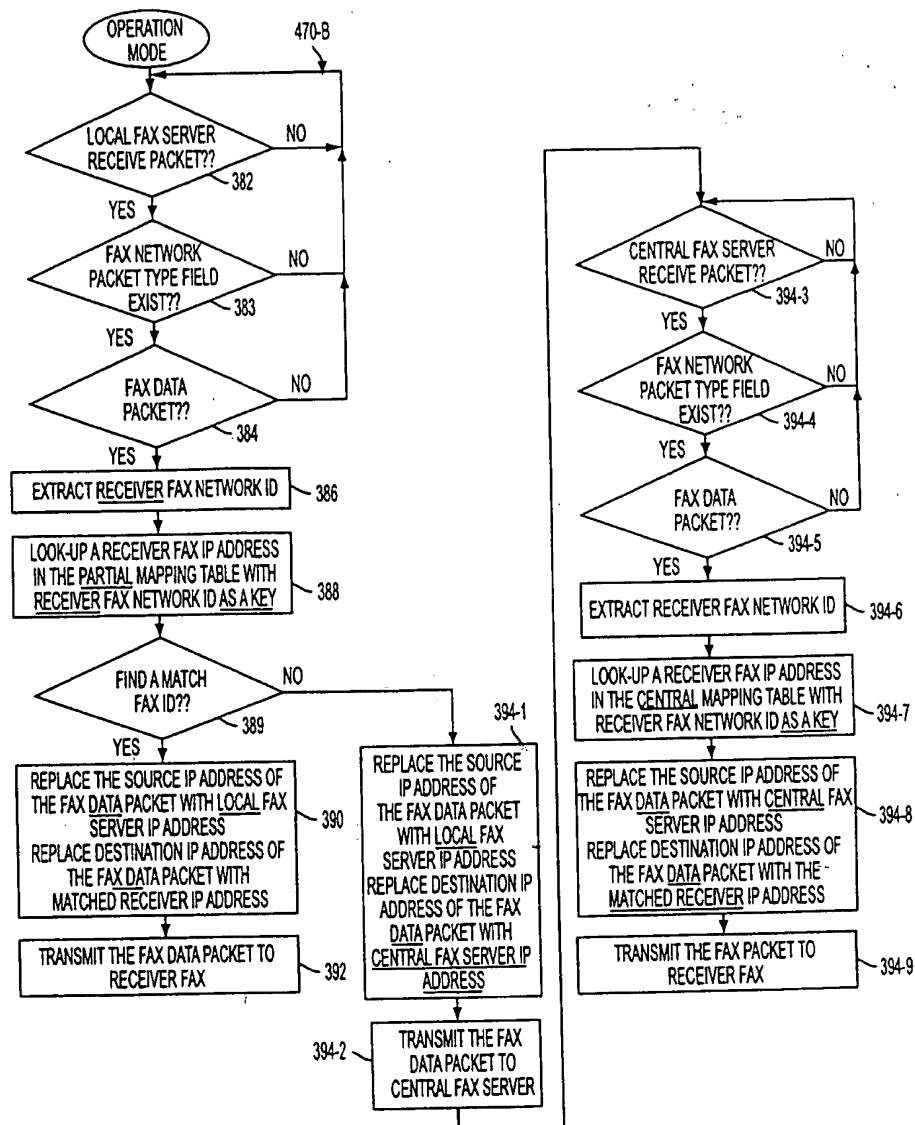 OPERATION
MODE
470-B
LOCAL FAX SERVER
RECEIVE PACKET??
NO
382
YES
FAX NETWORK
PACKET TYPE FIELD
EXIST??
NO
383
YES
FAX DATA
PACKET??
NO
384
YES
EXTRACT RECEIVER FAX NETWORK ID
386
LOOK-UP A RECEIVER FAX IP ADDRESS
IN THE PARTIAL MAPPING TABLE WITH
RECEIVER FAX NETWORK ID AS A KEY
388
FIND A MATCH
FAX ID??
NO
389
YES
REPLACE THE SOURCE IP ADDRESS OF
THE FAX DATA PACKET WITH LOCAL FAX
SERVER IP ADDRESS
REPLACE DESTINATION IP ADDRESS OF
THE FAX DATA PACKET WITH
MATCHED RECEIVER IP ADDRESS
390
TRANSMIT THE FAX DATA PACKET TO
RECEIVER FAX
392
394-1
REPLACE THE SOURCE
IP ADDRESS OF
THE FAX DATA PACKET
WITH LOCAL FAX
SERVER IP ADDRESS
REPLACE DESTINATION IP
ADDRESS OF THE FAX
DATA PACKET WITH
CENTRAL FAX SERVER IP
ADDRESS
394-2
TRANSMIT THE FAX
DATA PACKET TO
CENTRAL FAX SERVER
CENTRAL FAX SERVER
RECEIVE PACKET??
NO
394-3
YES
FAX NETWORK
PACKET TYPE FIELD
EXIST??
NO
394-4
YES
FAX DATA
PACKET??
NO
394-5
YES
EXTRACT RECEIVER FAX NETWORK ID
394-6
LOOK-UP A RECEIVER FAX IP ADDRESS
IN THE CENTRAL MAPPING TABLE WITH
RECEIVER FAX NETWORK ID AS A KEY
394-7
REPLACE THE SOURCE IP ADDRESS OF
THE FAX DATA PACKET WITH CENTRAL FAX
SERVER IP ADDRESS
REPLACE DESTINATION IP ADDRESS OF
THE FAX DATA PACKET WITH THE
MATCHED RECEIVER IP ADDRESS
394-8
TRANSMIT THE FAX PACKET TO
RECEIVER FAX
394-9